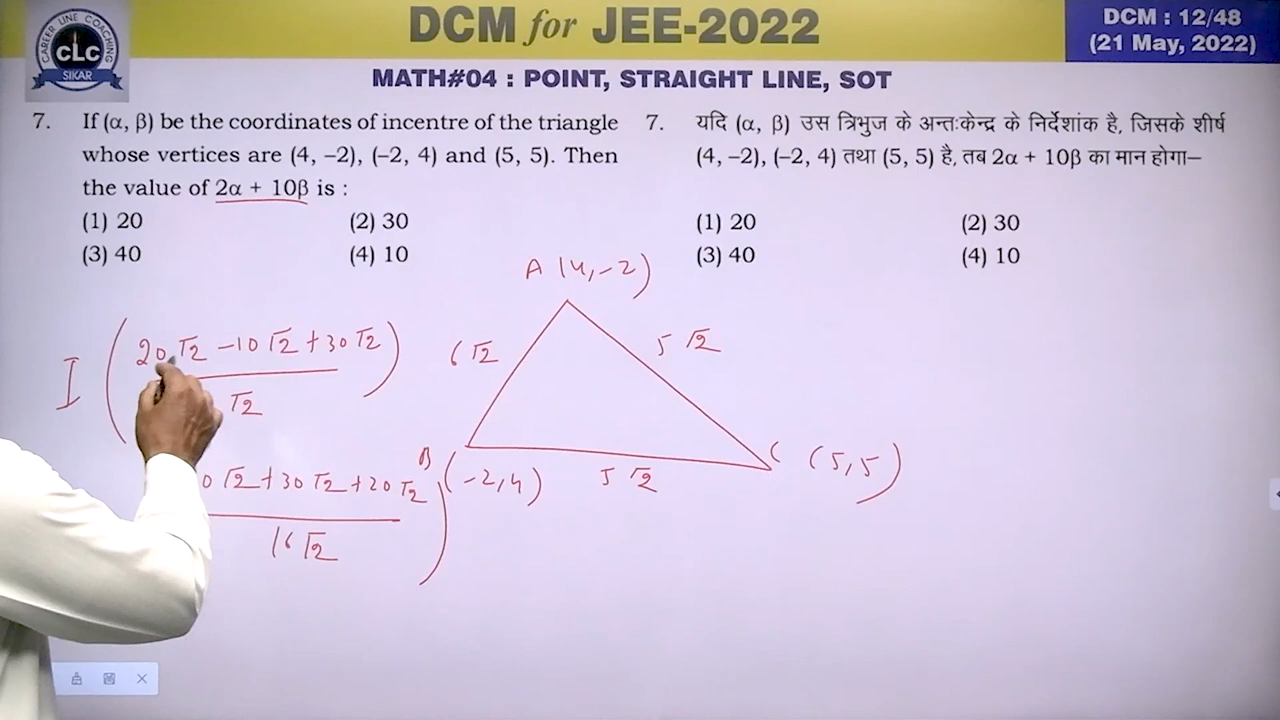 CAREER LINE COACHING
CLC
SIKAR
DCM for JEE-2022
DCM : 12/48
(21 May, 2022)
MATH#04 : POINT, STRAIGHT LINE, SOT
7. If (α, β) be the coordinates of incentre of the triangle
whose vertices are (4, –2), (–2, 4) and (5, 5). Then
the value of 2α + 10β is :
(1) 20 (2) 30
(3) 40 (4) 10
7. यदि (α, β) उस त्रिभुज के अन्तःकेन्द्र के निर्देशांक है, जिसके शीर्ष
(4, –2), (–2, 4) तथा (5, 5) है, तब 2α + 10β का मान होगा–
(1) 20 (2) 30
(3) 40 (4) 10
A (4, -2)
6√2
5√2
B (-2, 4)
5√2
C (5, 5)
I ( 20√2 - 10√2 + 30√2 )
√2
0√2 + 30√2 + 20√2 )
16√2